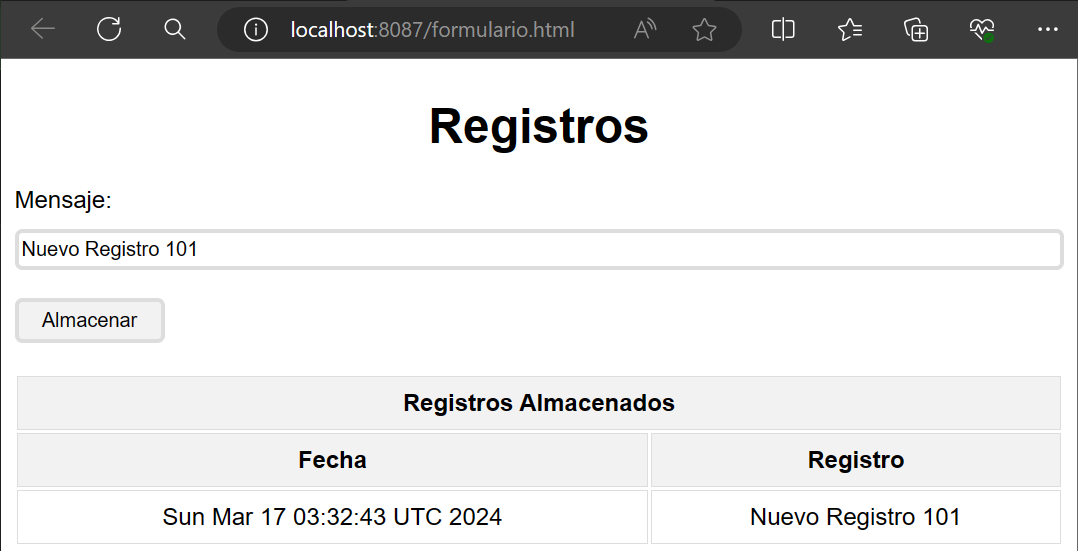 localhost:8087/formulario.html
Registros
Mensaje:
Nuevo Registro 101
Almacenar
Registros Almacenados
Fecha Registro
Sun Mar 17 03:32:43 UTC 2024 Nuevo Registro 101